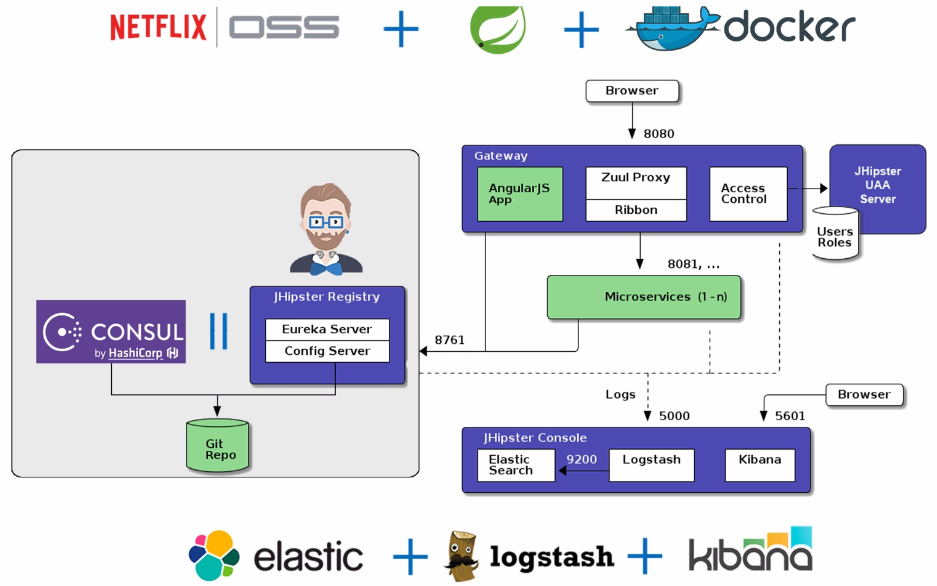 NETFLIX OSS + + docker
Browser
8080
Gateway
AngularJS
App
Zuul Proxy
Ribbon
Access
Control
JHipster
UAA
Server
Users
Roles
8081, ...
Microservices (1 - n)
JHipster Registry
Eureka Server
Config Server
CONSUL
by HashiCorp
8761
Git
Repo
Logs
5000
5601
Browser
JHipster Console
Elastic
Search
9200
Logstash
Kibana
elastic + logstash + kibana